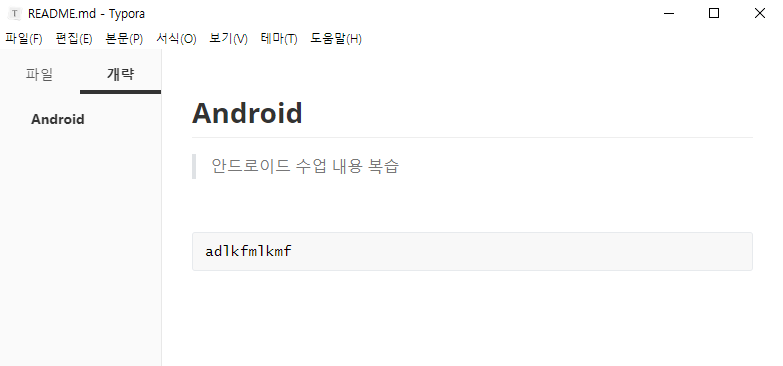 README.md - Typora
파일(F) 편집(E) 본문(P) 서식(O) 보기(V) 테마(T) 도움말(H)
파일 개략
Android
Android
안드로이드 수업 내용 복습
adlkfmlkmf